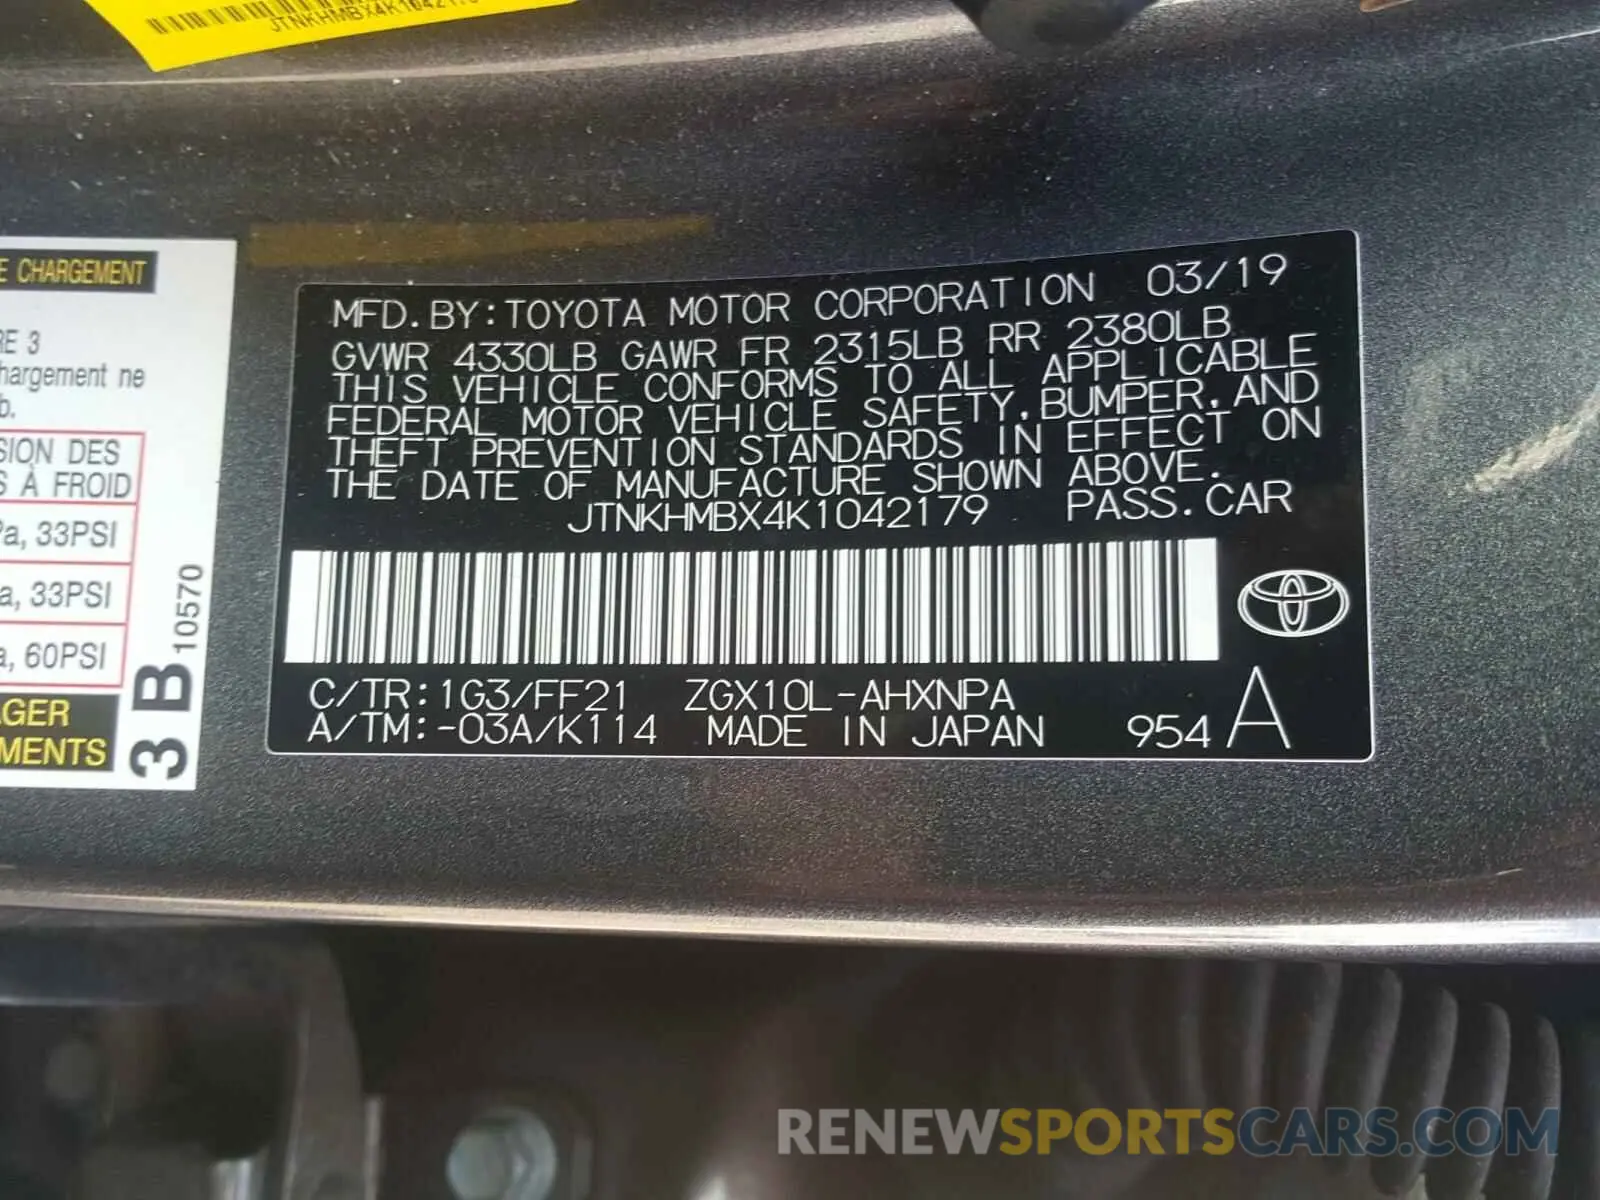 JTNKHMBX4K1042179
E CHARGEMENT
RE 3
hargement ne
b.
SION DES
S À FROID
Pa, 33PSI
a, 33PSI
a, 60PSI
AGER
MENTS
3 B 10570
MFD.BY:TOYOTA MOTOR CORPORATION 03/19
GVWR 4330LB GAWR FR 2315LB RR 2380LB
THIS VEHICLE CONFORMS TO ALL APPLICABLE
FEDERAL MOTOR VEHICLE SAFETY,BUMPER,AND
THEFT PREVENTION STANDARDS IN EFFECT ON
THE DATE OF MANUFACTURE SHOWN ABOVE.
JTNKHMBX4K1042179 PASS.CAR
C/TR:1G3/FF21 ZGX10L-AHXNPA
A/TM:-03A/K114 MADE IN JAPAN 954 A
RENEWSPORTSCARS.COM